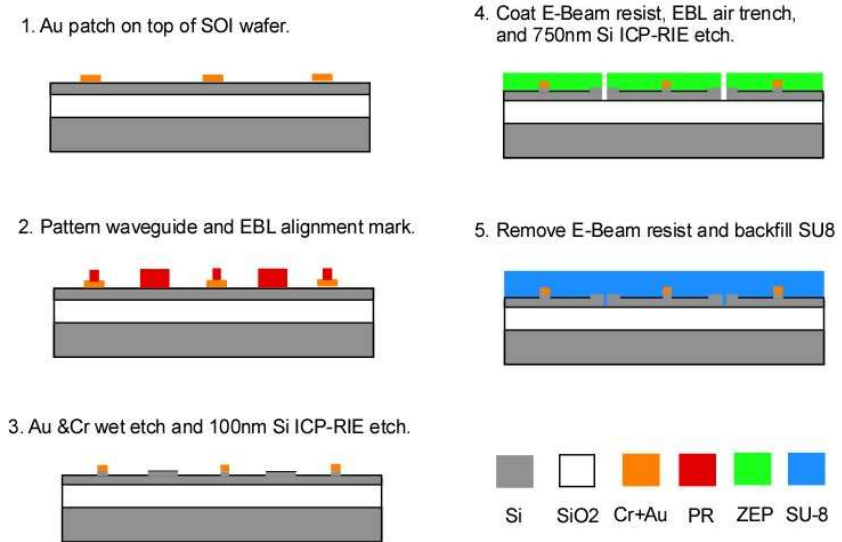 1. Au patch on top of SOI wafer.
2. Pattern waveguide and EBL alignment mark.
3. Au &Cr wet etch and 100nm Si ICP-RIE etch.
4. Coat E-Beam resist, EBL air trench,
and 750nm Si ICP-RIE etch.
5. Remove E-Beam resist and backfill SU8
Si SiO2 Cr+Au PR ZEP SU-8